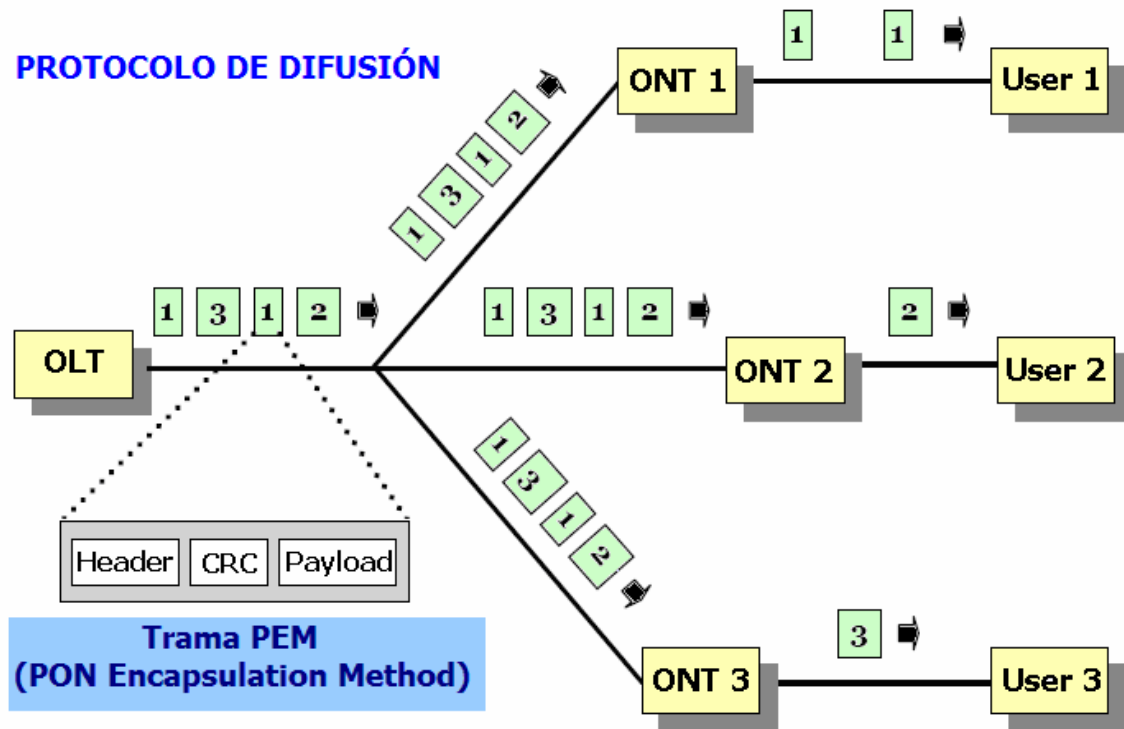 PROTOCOLO DE DIFUSIÓN
1 3 1 2
ONT 1
1 1
User 1
OLT
1 3 1 2
1 3 1 2
ONT 2
2
User 2
Header CRC Payload
Trama PEM
(PON Encapsulation Method)
1 3 1 2
ONT 3
3
User 3